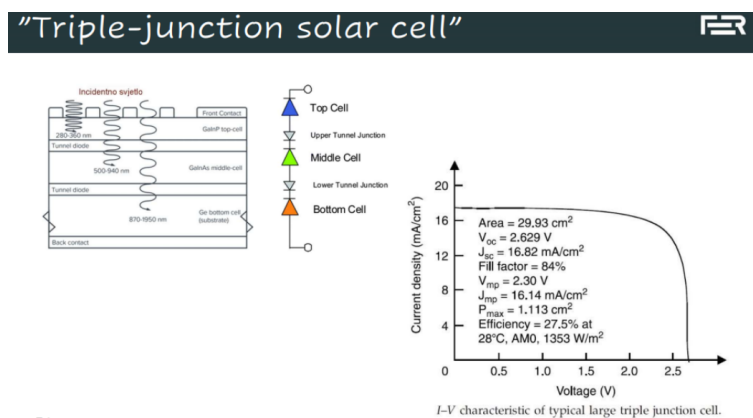 "Triple-junction solar cell"
FER
Incidentno svjetlo
Front Contact
GaInP top-cell
280-360 nm
Tunnel diode
GaInAs middle-cell
500-940 nm
Tunnel diode
Ge bottom cell
(substrate)
870-1950 nm
Back contact
Top Cell
Upper Tunnel Junction
Middle Cell
Lower Tunnel Junction
Bottom Cell
Current density (mA/cm²)
20
16
12
8
4
0
0.5
1.0
1.5
2.0
2.5
Voltage (V)
Area = 29.93 cm²
Voc = 2.629 V
Jsc = 16.82 mA/cm²
Fill factor = 84%
Vmp = 2.30 V
Jmp = 16.14 mA/cm²
Pmax = 1.113 cm²
Efficiency = 27.5% at
28°C, AM0, 1353 W/m²
I–V characteristic of typical large triple junction cell.